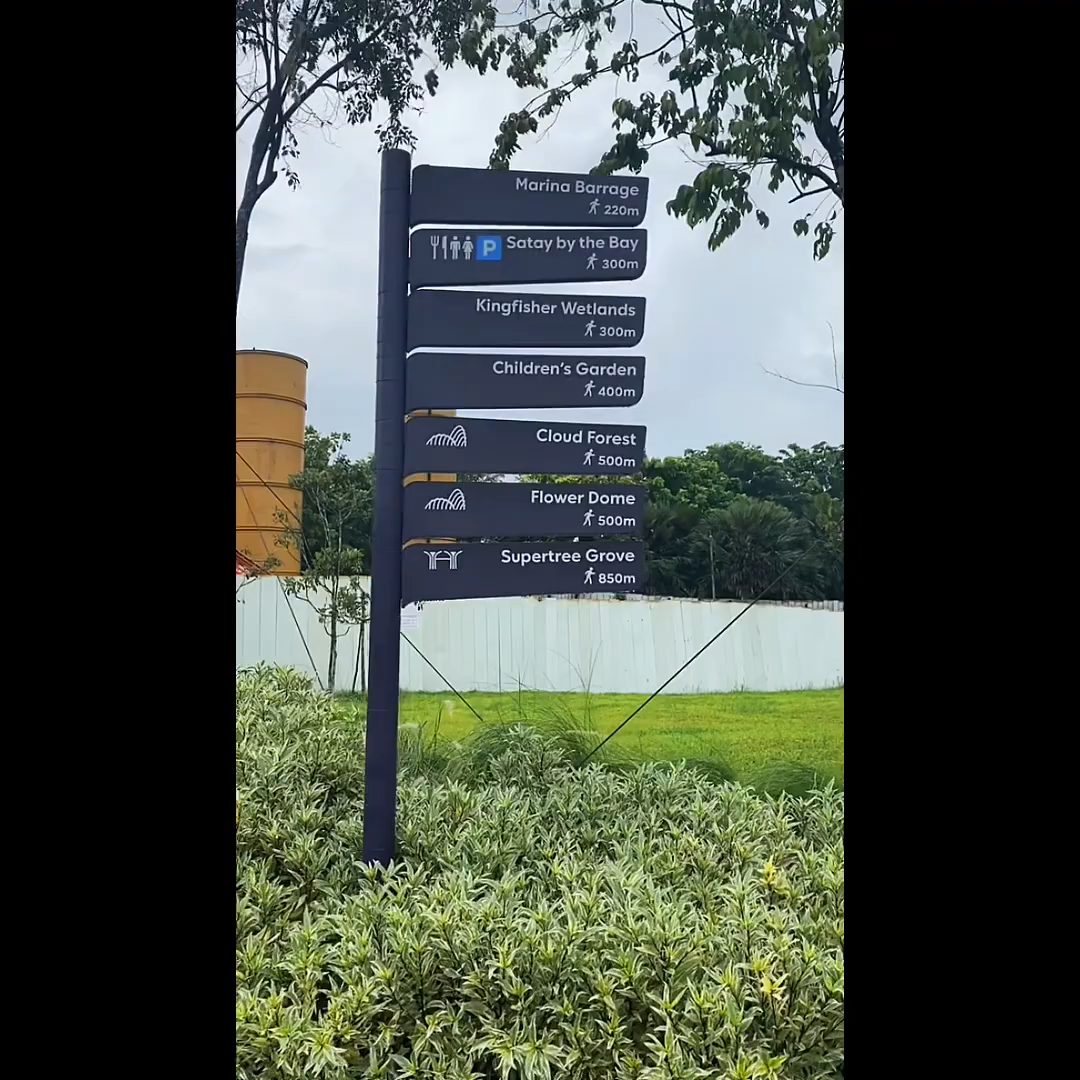 Marina Barrage
220m
P Satay by the Bay
300m
Kingfisher Wetlands
300m
Children's Garden
400m
Cloud Forest
500m
Flower Dome
500m
Supertree Grove
850m